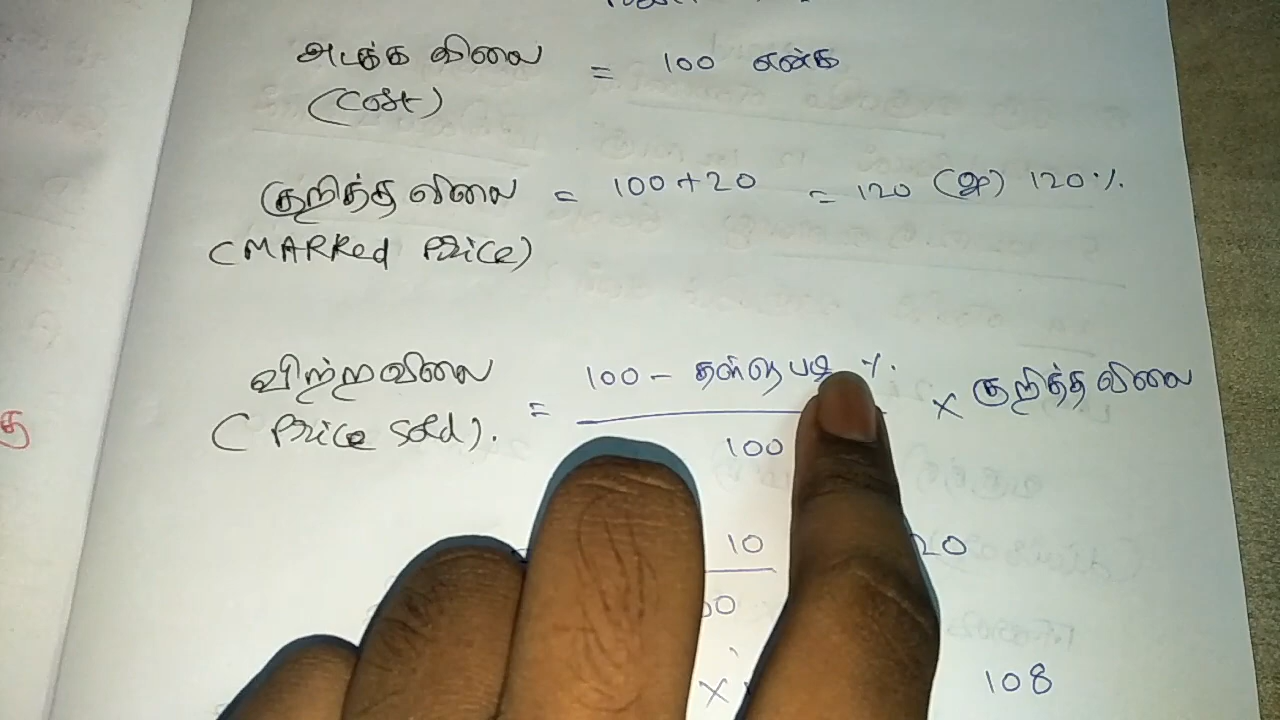 அடக்க விலை = 100 என்க
(Cost)
குறித்த விலை = 100+20 = 120 (அ) 120%.
(MARKed Price)
விற்றவிலை = 100 - தள்ளுபடி % × குறித்த விலை
(Price Sold). 100
10 20
× 108